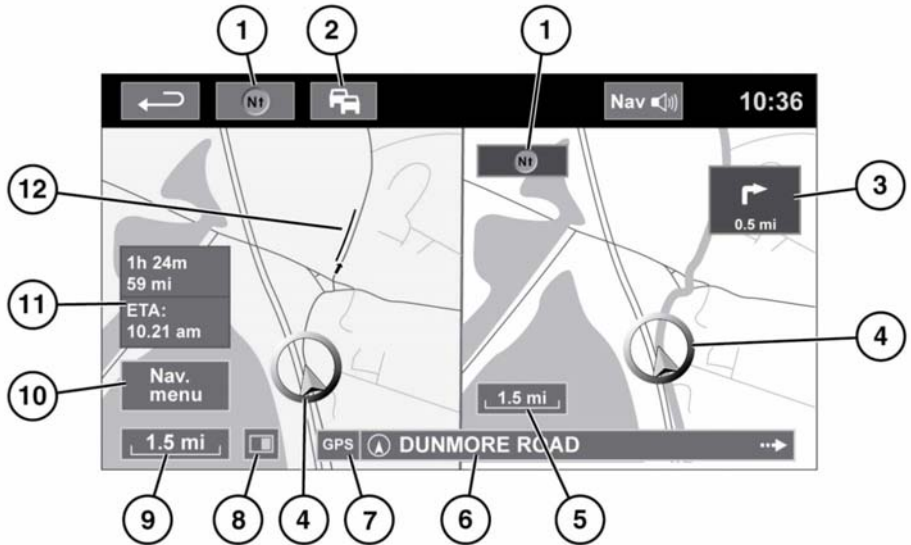 1
2
1
Nt
Nav
10:36
Nt
0.5 mi
3
12
1h 24m
59 mi
ETA:
10.21 am
11
4
Nav.
menu
10
1.5 mi
1.5 mi
GPS
DUNMORE ROAD
9
8
4
7
6
5